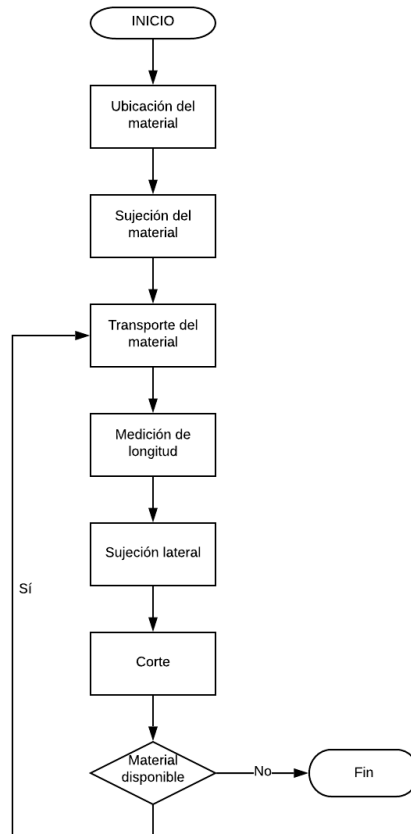 INICIO
Ubicación del
material
Sujeción del
material
Transporte del
material
Medición de
longitud
Sujeción lateral
Sí
Corte
Material
disponible
No
Fin